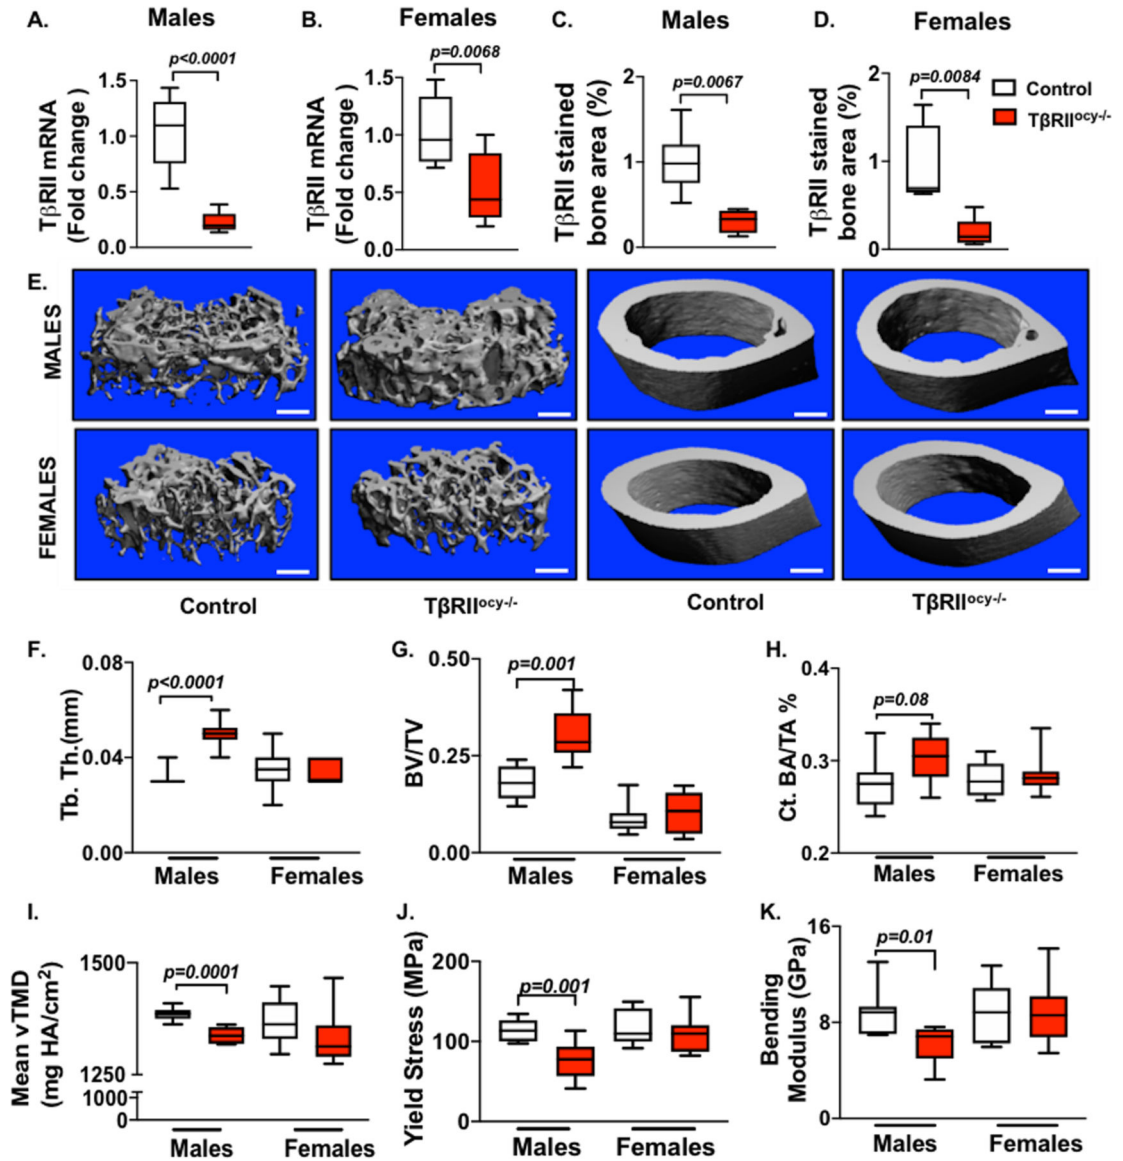 A. Males
B. Females
C. Males
D. Females
p<0.0001
p=0.0068
p=0.0067
p=0.0084
Control
TβRIIocy-/-
TβRII mRNA
(Fold change )
1.5
1.0
0.5
0.0
TβRII mRNA
(Fold change )
1.5
1.0
0.5
0.0
TβRII stained
bone area (%)
2
1
0
TβRII stained
bone area (%)
2
1
0
E.
MALES
FEMALES
Control
TβRIIocy-/-
Control
TβRIIocy-/-
F.
Tb. Th.(mm)
0.08
0.04
0.00
p<0.0001
Males
Females
G.
BV/TV
0.50
0.25
0.00
p=0.001
Males
Females
H.
Ct. BA/TA %
0.4
0.3
0.2
p=0.08
Males
Females
I.
Mean vTMD
(mg HA/cm2)
1500
1250
1000
0
p=0.0001
Males
Females
J.
Yield Stress (MPa)
200
100
0
p=0.001
Males
Females
K.
Bending
Modulus (GPa)
16
8
0
p=0.01
Males
Females